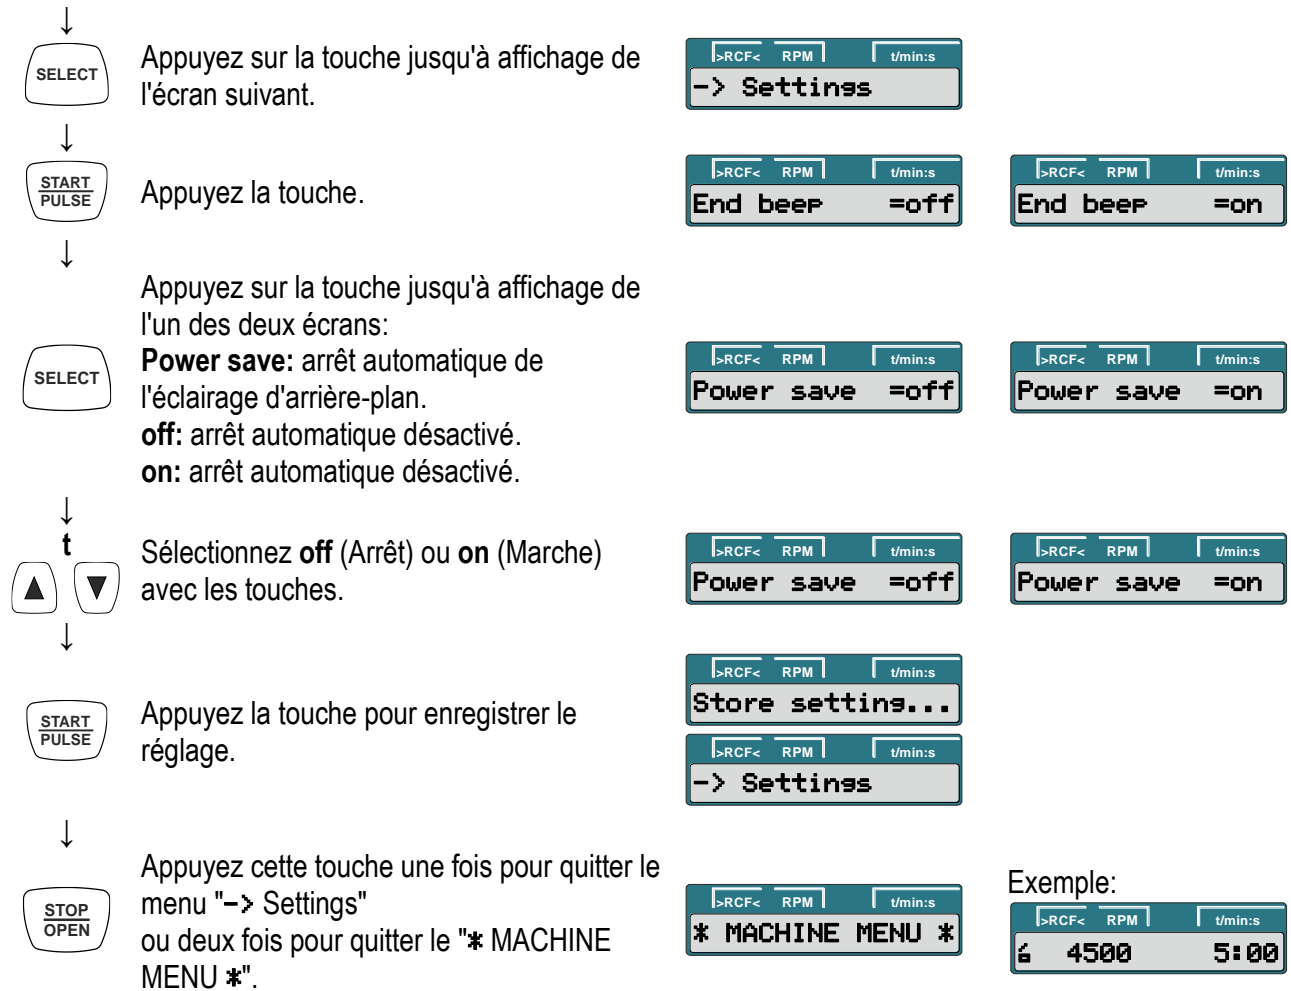 ↓
SELECT
Appuyez sur la touche jusqu'à affichage de
l'écran suivant.
>RCF< RPM t/min:s
-> Settings
↓
START
PULSE
Appuyez la touche.
>RCF< RPM t/min:s
End beep =off
>RCF< RPM t/min:s
End beep =on
↓
SELECT
Appuyez sur la touche jusqu'à affichage de
l'un des deux écrans:
Power save: arrêt automatique de
l'éclairage d'arrière-plan.
off: arrêt automatique désactivé.
on: arrêt automatique désactivé.
>RCF< RPM t/min:s
Power save =off
>RCF< RPM t/min:s
Power save =on
↓
t
▲ ▼
Sélectionnez off (Arrêt) ou on (Marche)
avec les touches.
>RCF< RPM t/min:s
Power save =off
>RCF< RPM t/min:s
Power save =on
↓
START
PULSE
Appuyez la touche pour enregistrer le
réglage.
>RCF< RPM t/min:s
Store setting...
>RCF< RPM t/min:s
-> Settings
↓
STOP
OPEN
Appuyez cette touche une fois pour quitter le
menu "-> Settings"
ou deux fois pour quitter le "* MACHINE
MENU *".
>RCF< RPM t/min:s
* MACHINE MENU *
Exemple:
>RCF< RPM t/min:s
4500 5:00